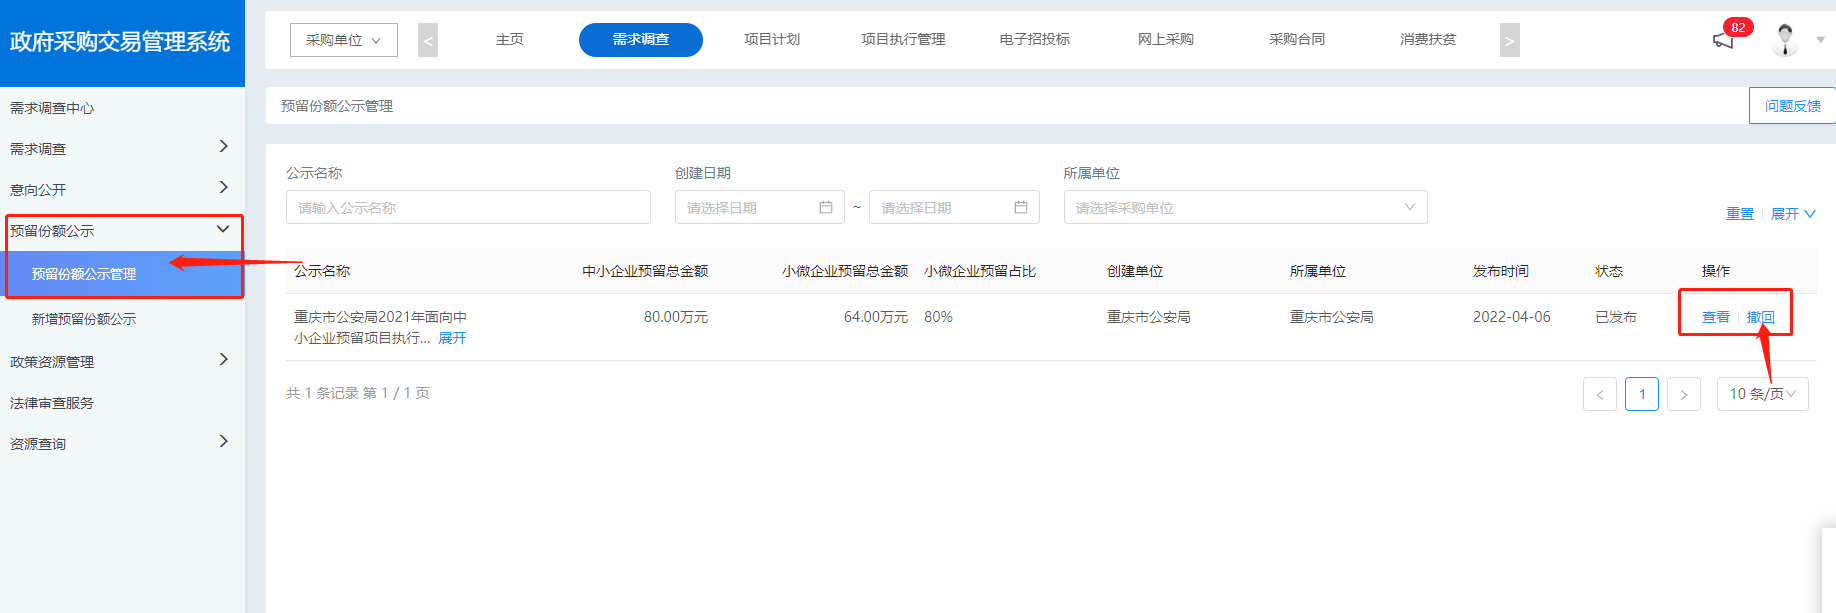 政府采购交易管理系统
采购单位
<
主页
需求调查
项目计划
项目执行管理
电子招投标
网上采购
采购合同
消费扶贫
>
82
需求调查中心
需求调查
意向公开
预留份额公示
预留份额公示管理
新增预留份额公示
政策资源管理
法律审查服务
资源查询
预留份额公示管理
问题反馈
公示名称
创建日期
所属单位
请输入公示名称
请选择日期
~
请选择日期
请选择采购单位
重置
展开
公示名称
中小企业预留总金额
小微企业预留总金额
小微企业预留占比
创建单位
所属单位
发布时间
状态
操作
重庆市公安局2021年面向中
小企业预留项目执行... 展开
80.00万元
64.00万元
80%
重庆市公安局
重庆市公安局
2022-04-06
已发布
查看
撤回
共 1 条记录 第 1 / 1 页
<
1
>
10 条/页